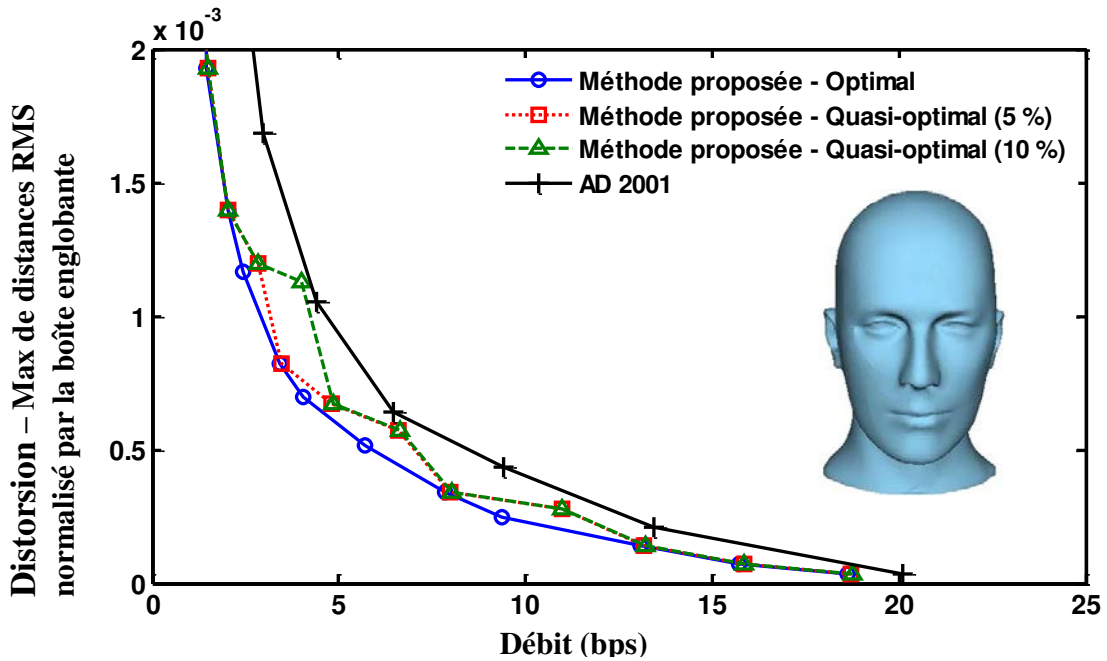 x 10⁻³
2
1.5
1
0.5
0
0
5
10
15
20
25
Distorsion – Max de distances RMS
normalisé par la boîte englobante
Débit (bps)
Méthode proposée - Optimal
Méthode proposée - Quasi-optimal (5 %)
Méthode proposée - Quasi-optimal (10 %)
AD 2001